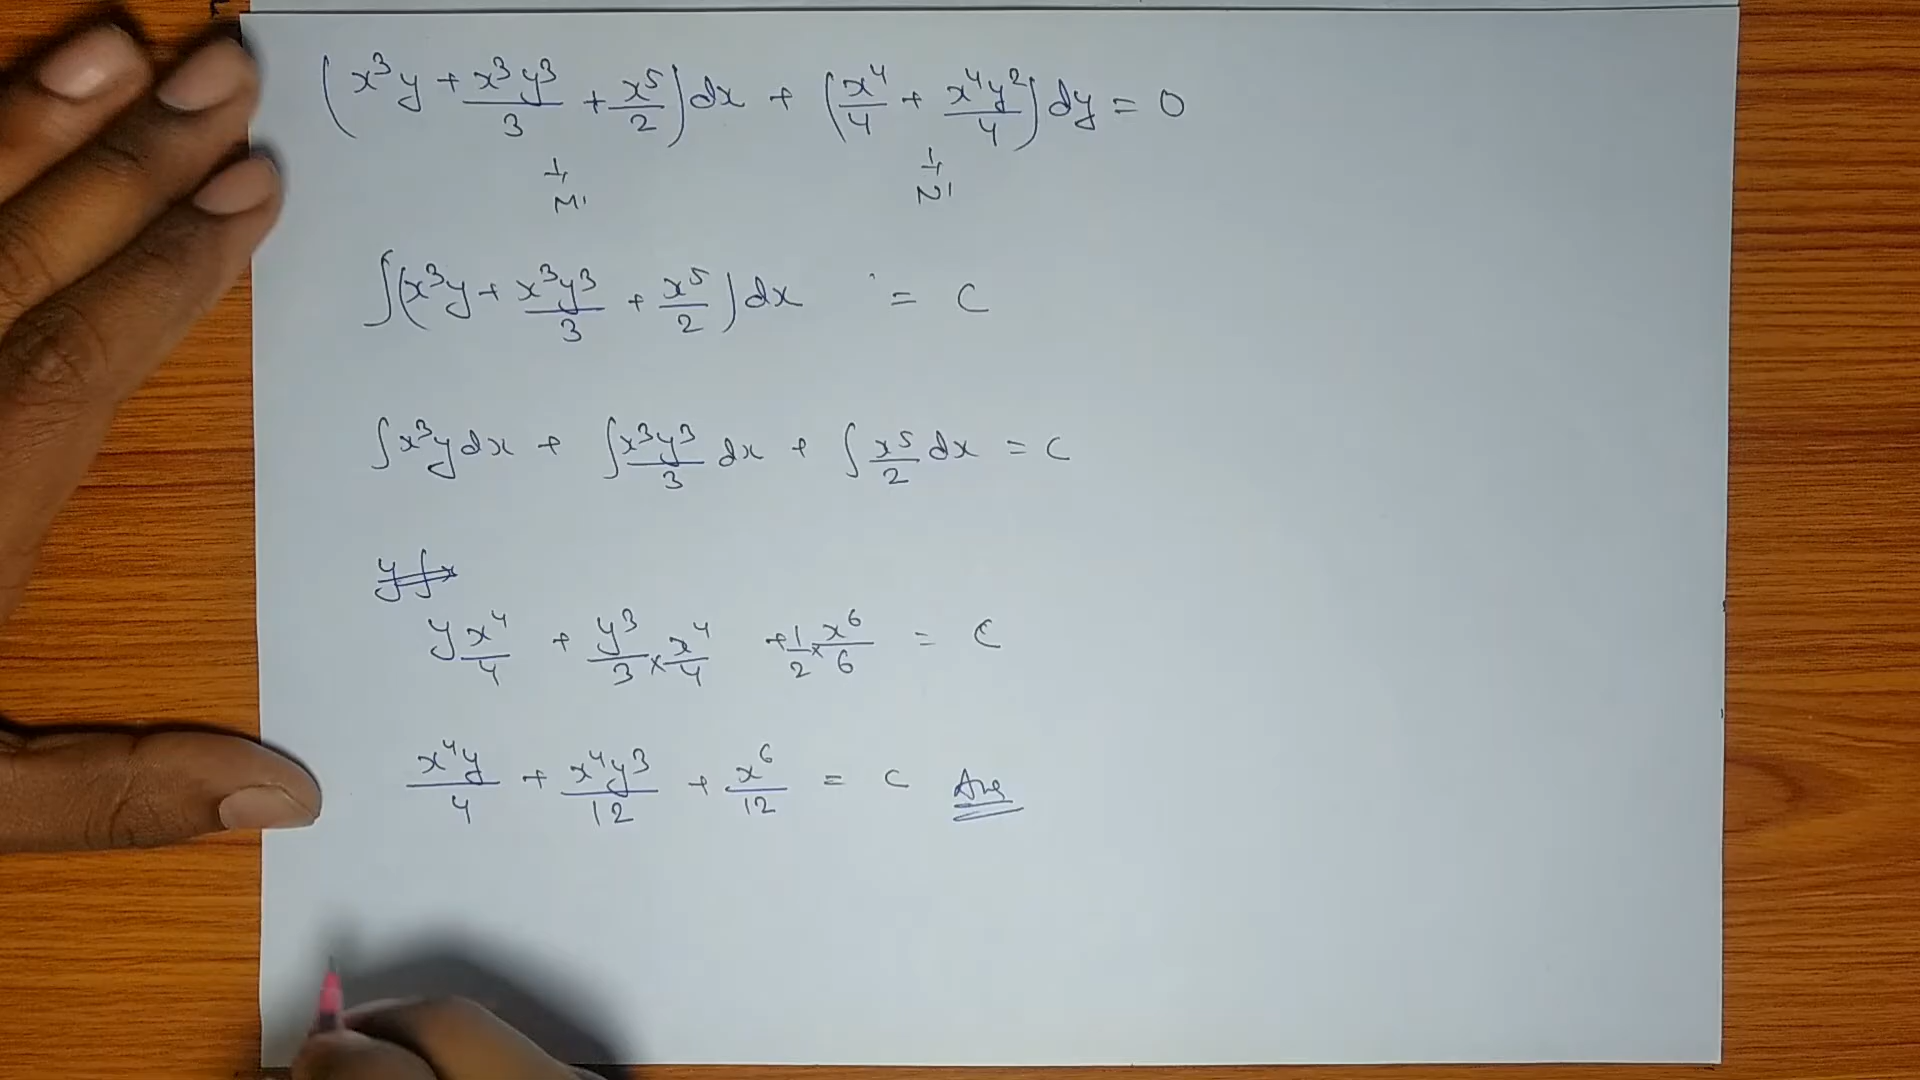 (x³y + x³y³/3 + x⁵/2)dx + (x⁴/4 + x⁴y²/4)dy = 0
↓ ↓
M' N'
∫(x³y + x³y³/3 + x⁵/2)dx = C
∫x³y dx + ∫x³y³/3 dx + ∫x⁵/2 dx = C
y x⁴/4 + y³/3 × x⁴/4 + 1/2 × x⁶/6 = C
x⁴y/4 + x⁴y³/12 + x⁶/12 = C Ans